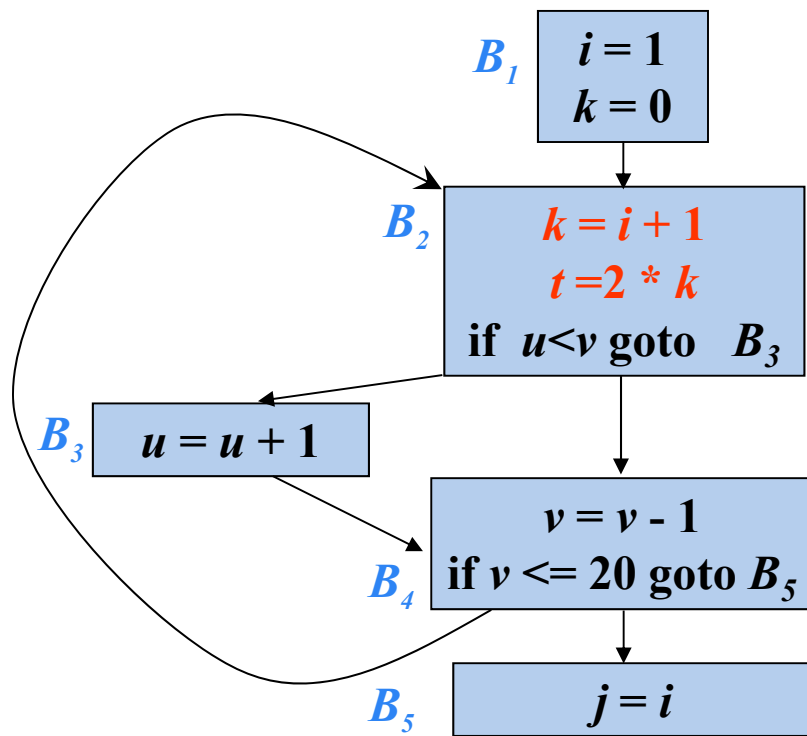 B₁
i = 1
k = 0
B₂
k = i + 1
t =2 * k
if u<v goto B₃
B₃
u = u + 1
B₄
v = v - 1
if v <= 20 goto B₅
B₅
j = i